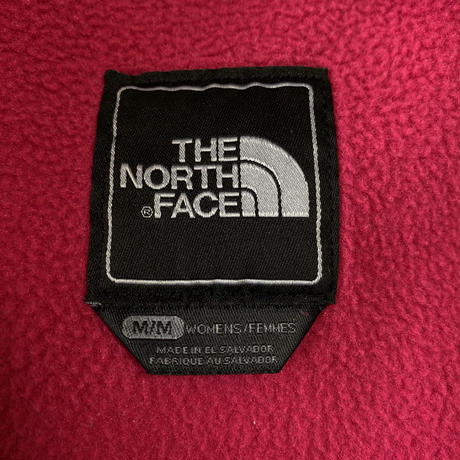 THE
NORTH
® FACE
M/M WOMENS/FEMMES
MADE IN EL SALVADOR
FABRIQUE AU SALVADOR